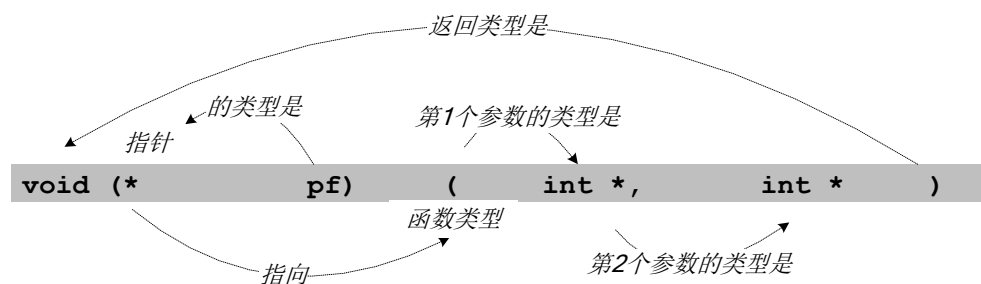 返回类型是
的类型是
第1个参数的类型是
指针
void (* pf) ( int *, int * )
函数类型
第2个参数的类型是
指向